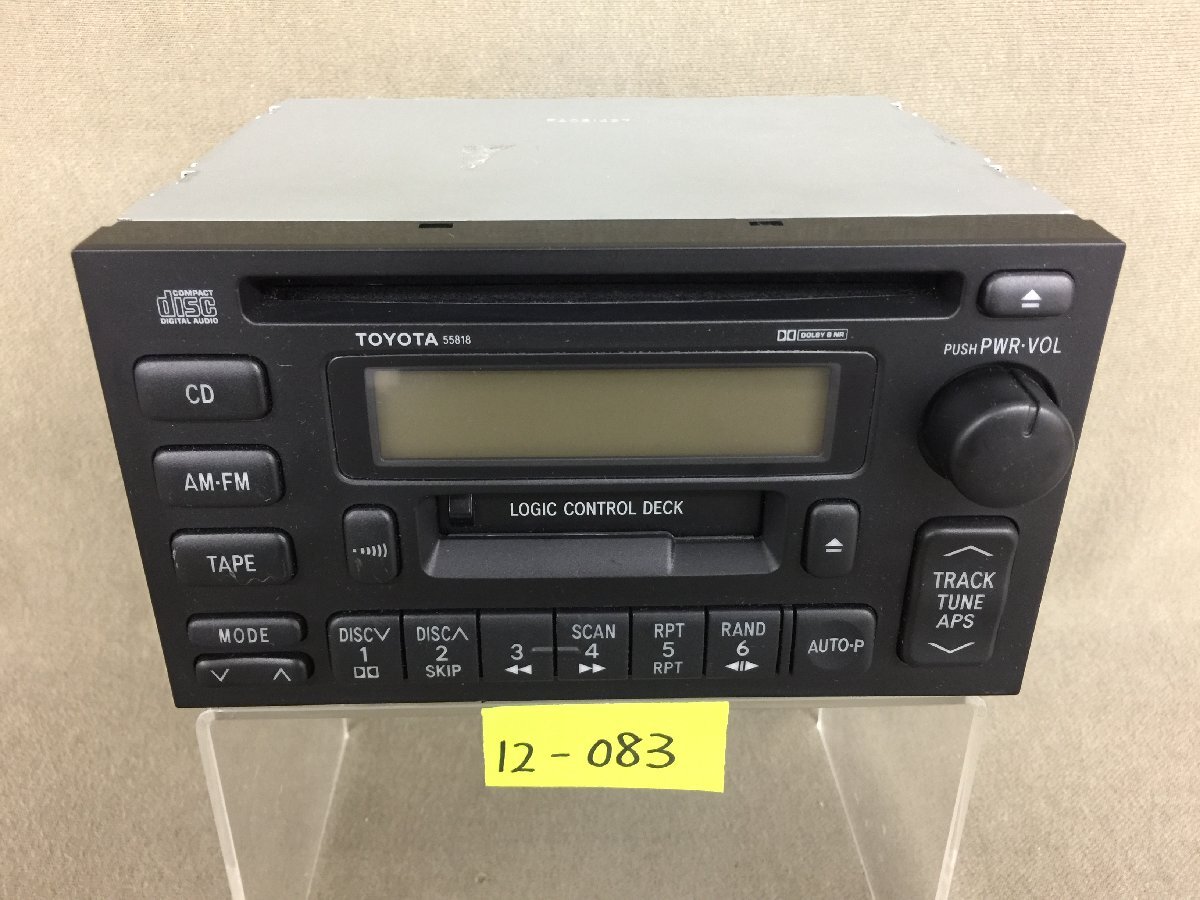 COMPACT
disc
DIGITAL AUDIO
TOYOTA 55818
DOLBY B NR
PUSH PWR·VOL
CD
AM·FM
LOGIC CONTROL DECK
TAPE
TRACK
TUNE
APS
MODE
DISC 1
DISC 2 SKIP
3
SCAN 4
RPT 5 RPT
RAND 6
AUTO-P
12-083